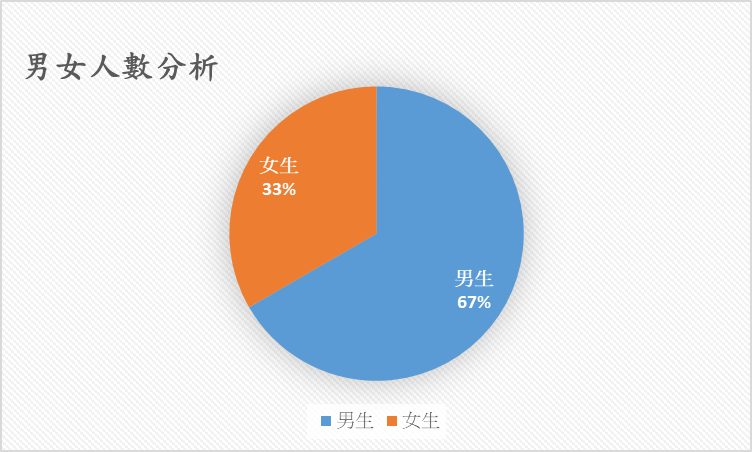 男女人數分析
女生
33%
男生
67%
男生 女生